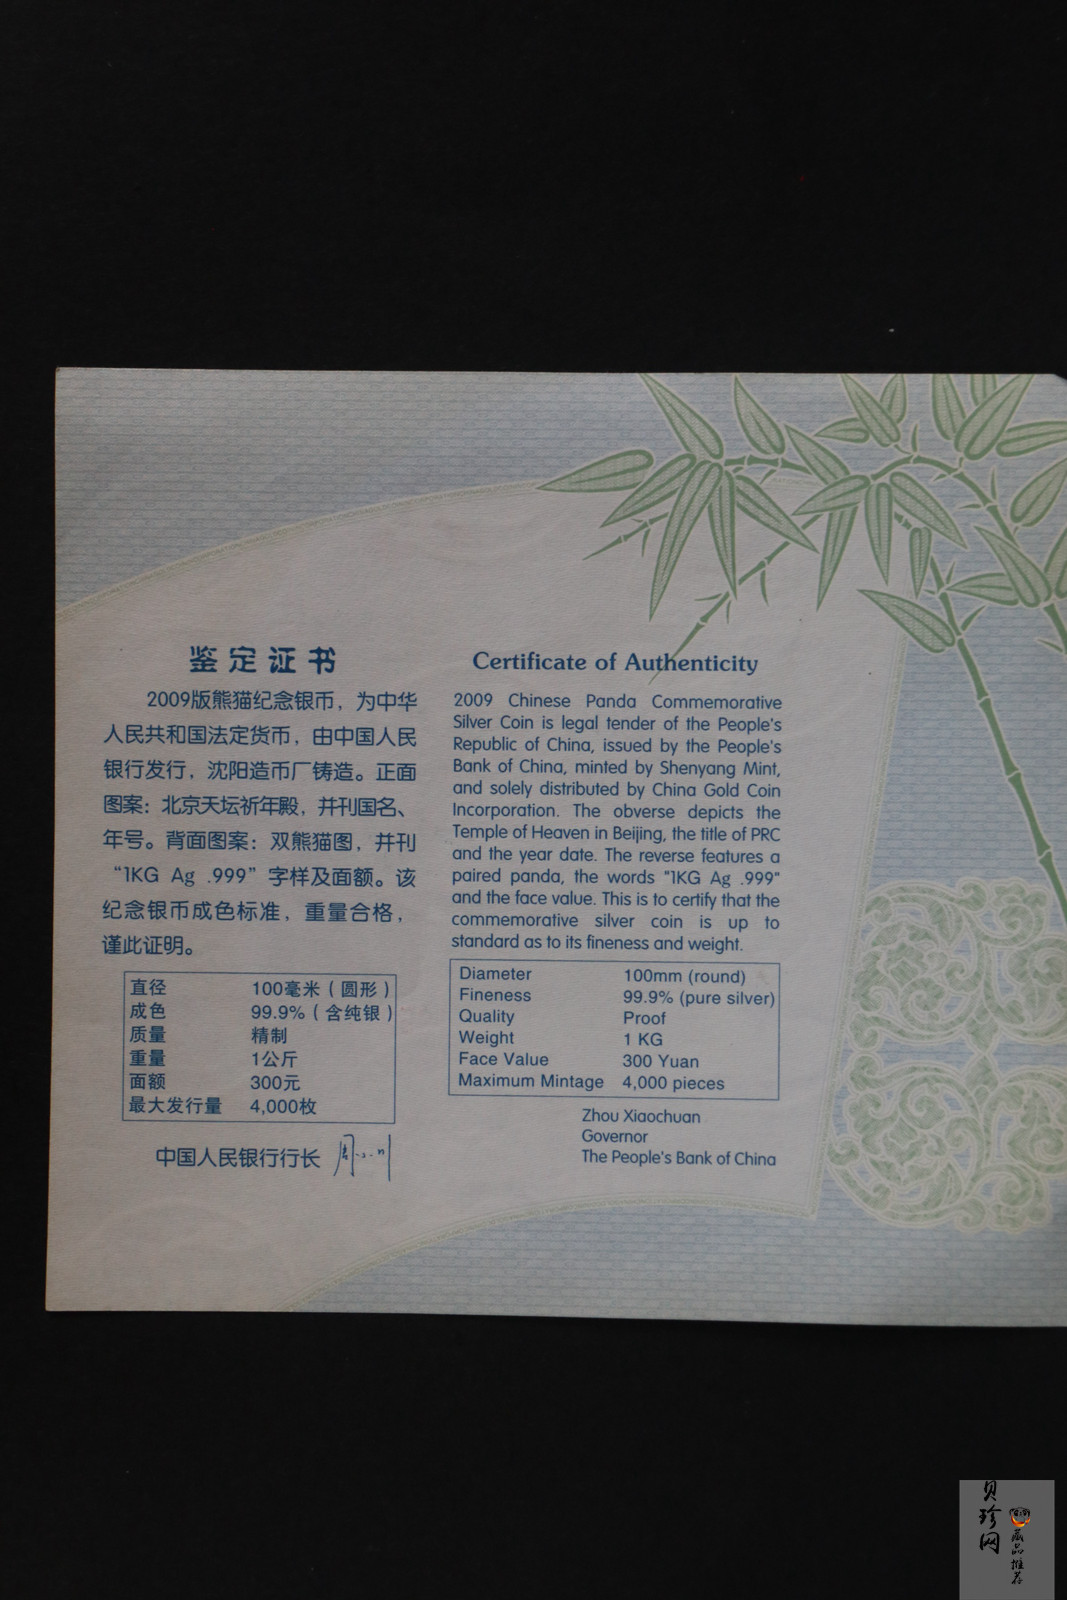 鉴定证书
2009版熊猫纪念银币，为中华
人民共和国法定货币，由中国人民
银行发行，沈阳造币厂铸造。正面
图案：北京天坛祈年殿，并刊国名、
年号。背面图案：双熊猫图，并刊
“1KG Ag .999”字样及面额。该
纪念银币成色标准，重量合格，
谨此证明。
直径 100毫米（圆形）
成色 99.9%（含纯银）
质量 精制
重量 1公斤
面额 300元
最大发行量 4,000枚
中国人民银行行长 周小川
Certificate of Authenticity
2009 Chinese Panda Commemorative
Silver Coin is legal tender of the People's
Republic of China, issued by the People's
Bank of China, minted by Shenyang Mint,
and solely distributed by China Gold Coin
Incorporation. The obverse depicts the
Temple of Heaven in Beijing, the title of PRC
and the year date. The reverse features a
paired panda, the words "1KG Ag .999"
and the face value. This is to certify that the
commemorative silver coin is up to
standard as to its fineness and weight.
Diameter 100mm (round)
Fineness 99.9% (pure silver)
Quality Proof
Weight 1 KG
Face Value 300 Yuan
Maximum Mintage 4,000 pieces
Zhou Xiaochuan
Governor
The People's Bank of China
贝珍网
藏品推荐